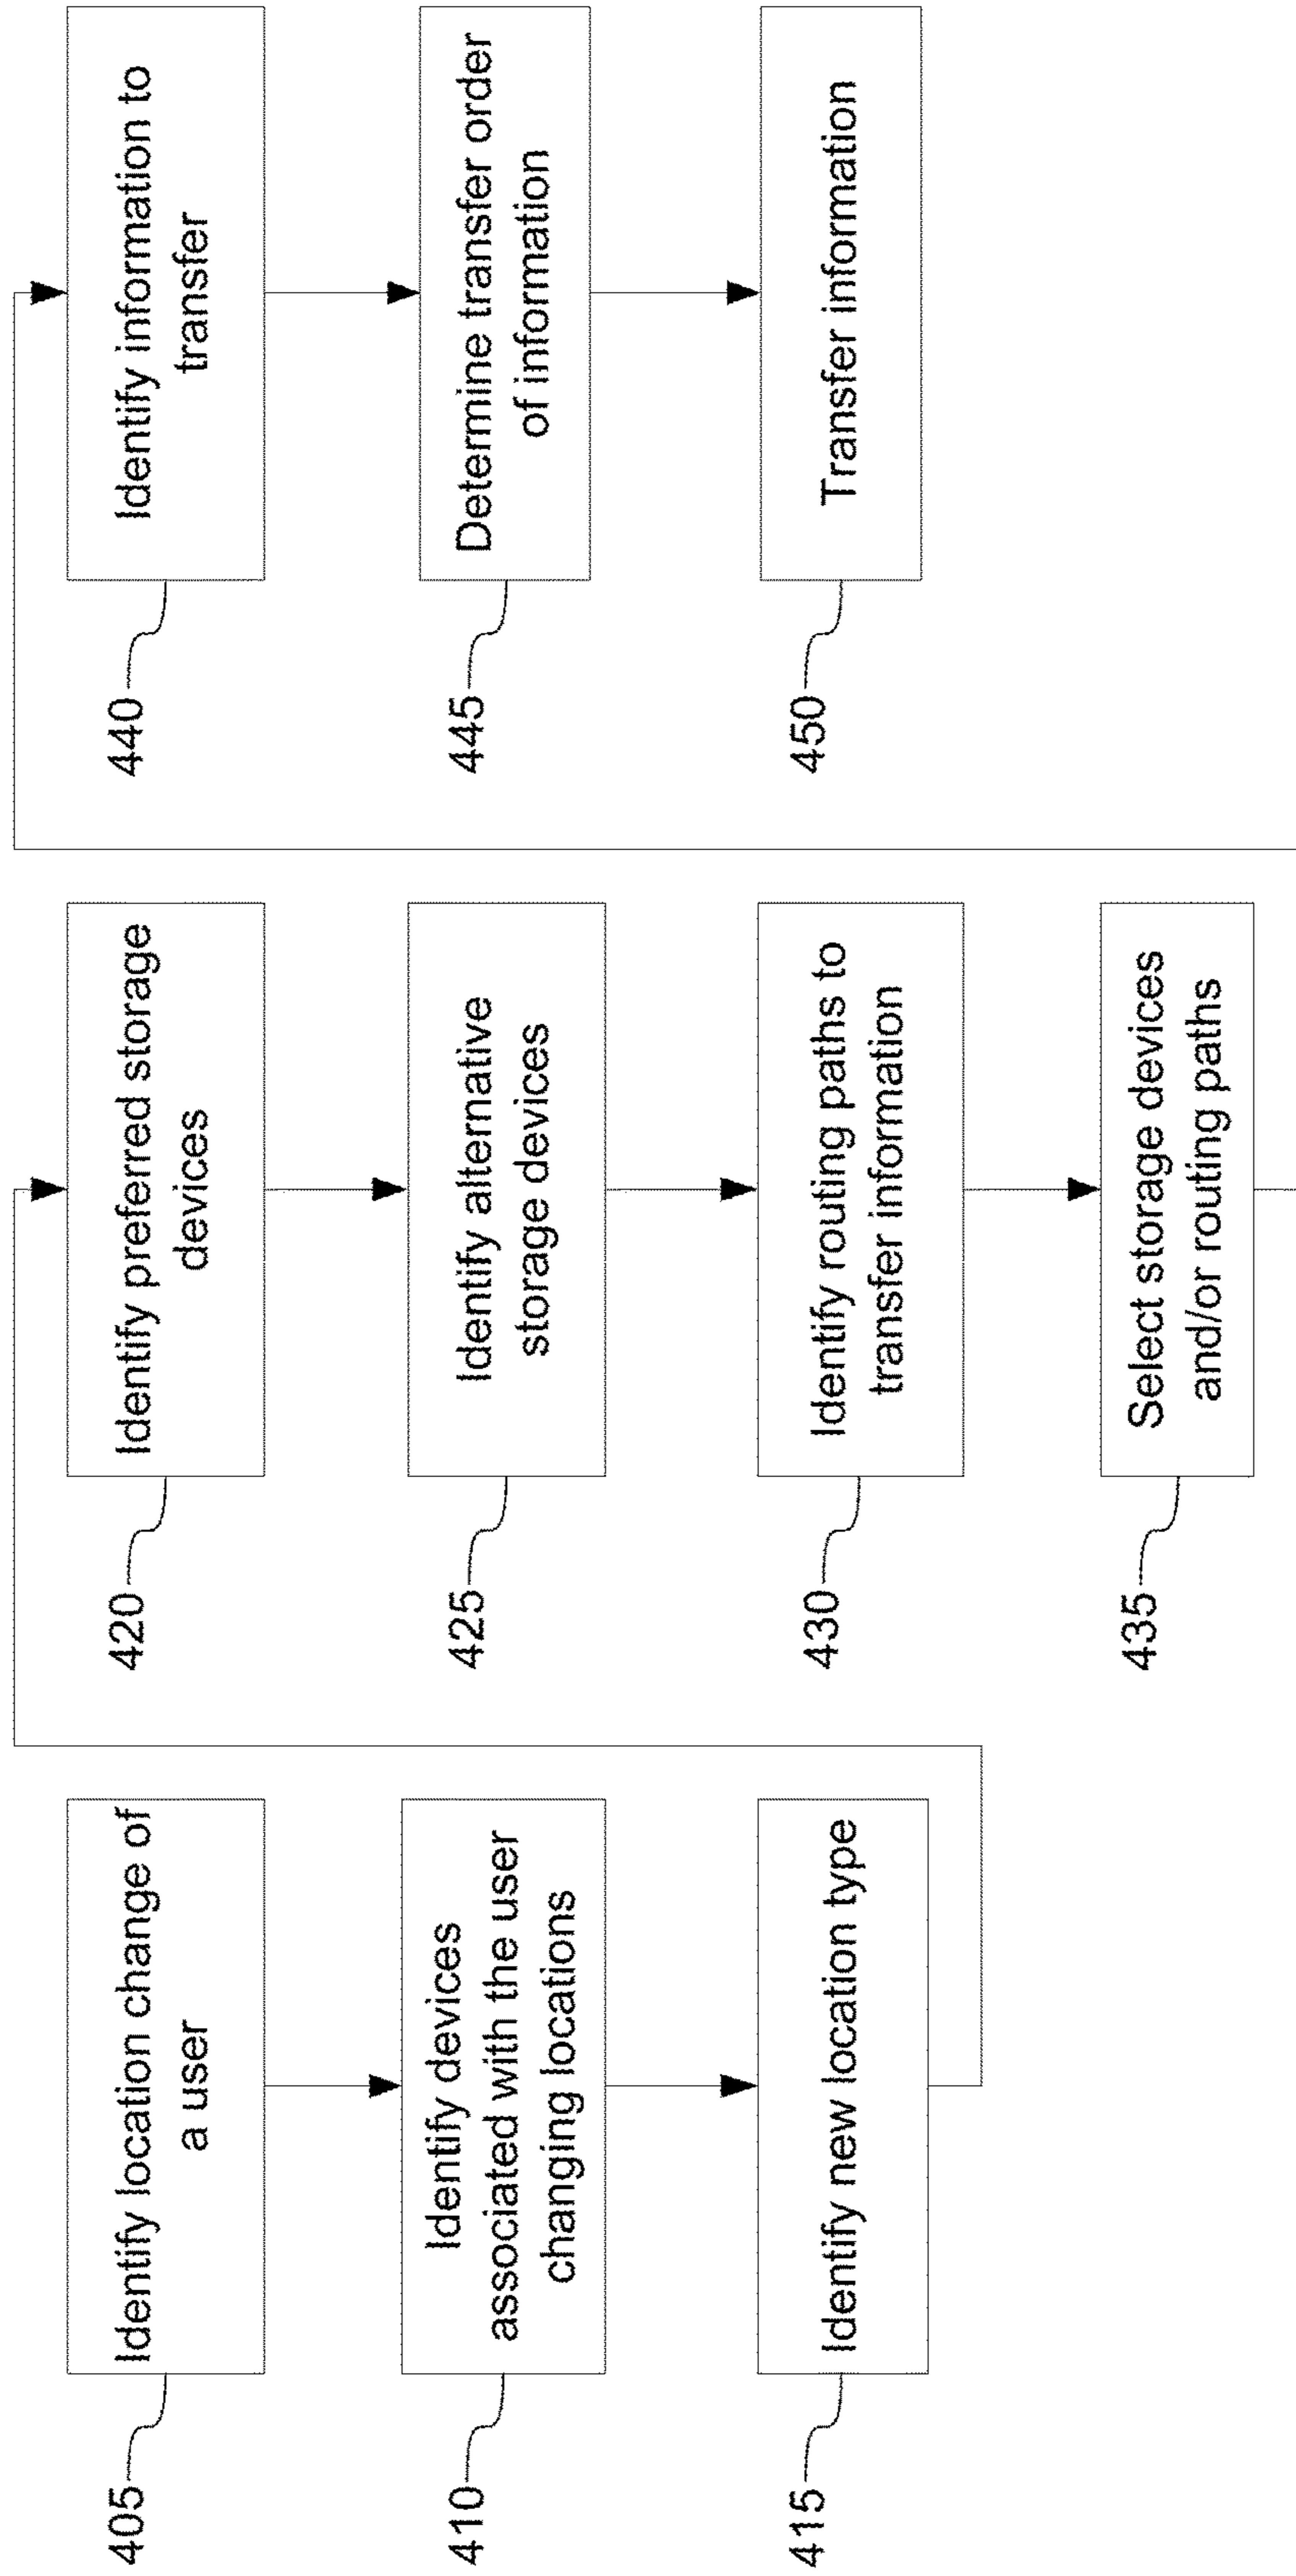 405
Identify location change of
a user
410
Identify devices
associated with the user
changing locations
415
Identify new location type
420
Identify preferred storage
devices
425
Identify alternative
storage devices
430
Identify routing paths to
transfer information
435
Select storage devices
and/or routing paths
440
Identify information to
transfer
445
Determine transfer order
of information
450
Transfer information